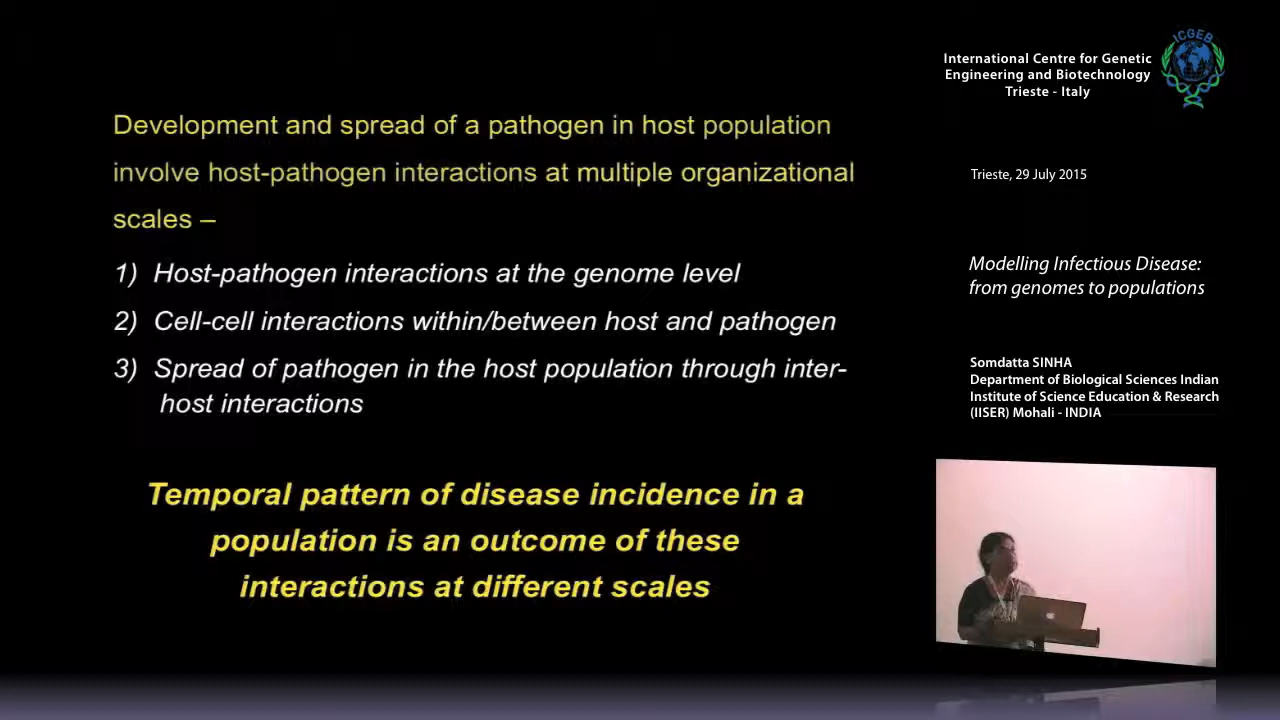 Development and spread of a pathogen in host population
involve host-pathogen interactions at multiple organizational
scales –
1) Host-pathogen interactions at the genome level
2) Cell-cell interactions within/between host and pathogen
3) Spread of pathogen in the host population through inter-
host interactions
Temporal pattern of disease incidence in a
population is an outcome of these
interactions at different scales
International Centre for Genetic
Engineering and Biotechnology
Trieste - Italy
ICGEB
Trieste, 29 July 2015
Modelling Infectious Disease:
from genomes to populations
Somdatta SINHA
Department of Biological Sciences Indian
Institute of Science Education & Research
(IISER) Mohali - INDIA